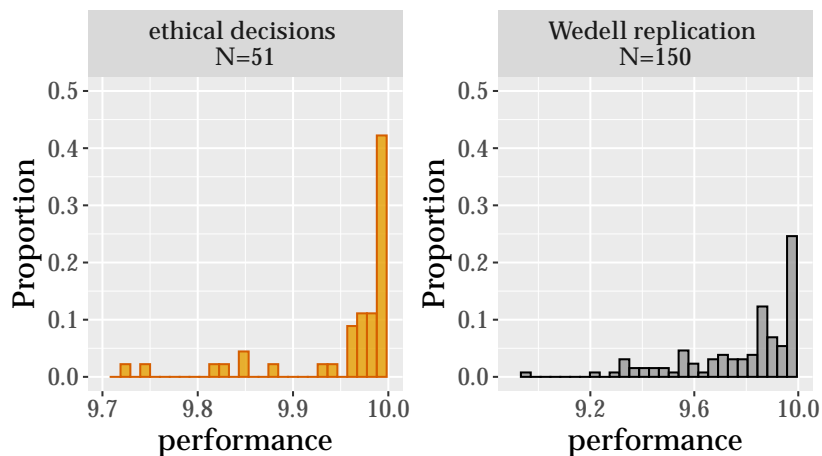 ethical decisions
N=51
Proportion
0.5
0.4
0.3
0.2
0.1
0.0
9.7 9.8 9.9 10.0
performance
Wedell replication
N=150
Proportion
0.5
0.4
0.3
0.2
0.1
0.0
9.2 9.6 10.0
performance